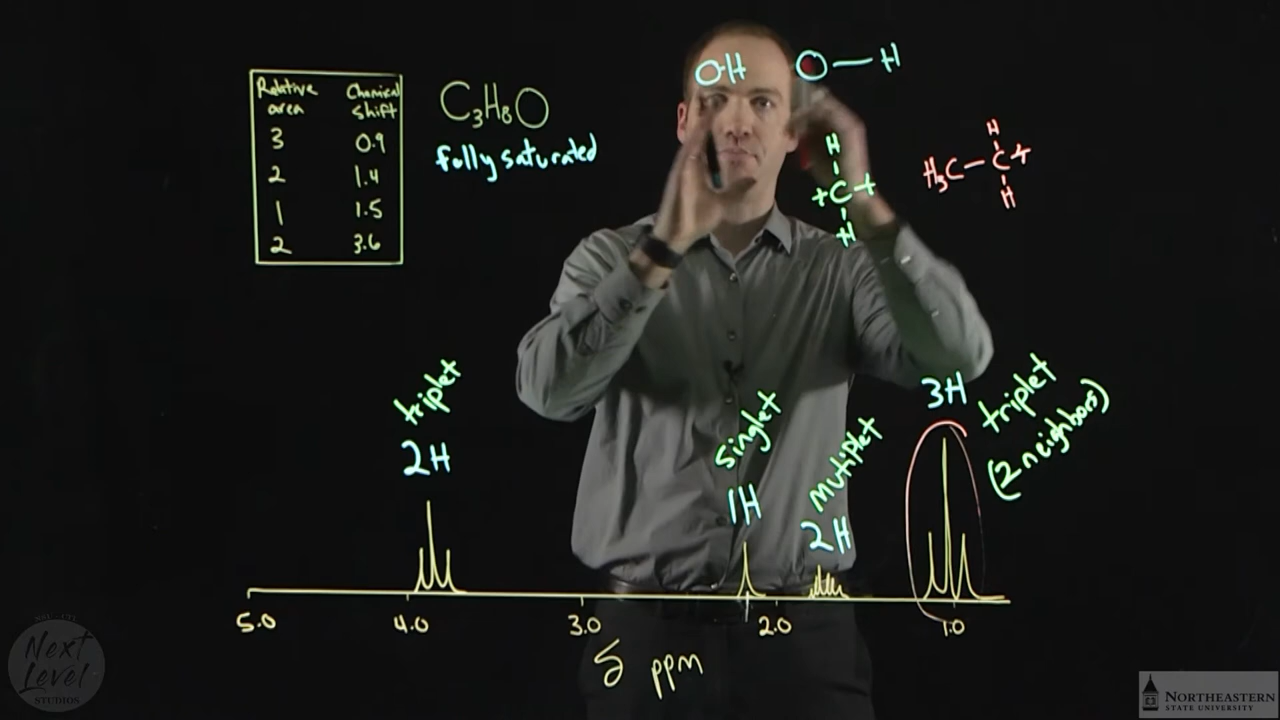 Relative area
Chemical shift
3 0.9
2 1.4
1 1.5
2 3.6
C₃H₈O
fully saturated
OH
O—H
H
+C+
H
H
H₃C—C+
H
triplet
2H
singlet
1H
mutiplet
2H
3H
triplet
(2 neighbors)
5.0 4.0 3.0 2.0 1.0
δ ppm
Next
Level
STUDIOS
NORTHEASTERN
STATE UNIVERSITY